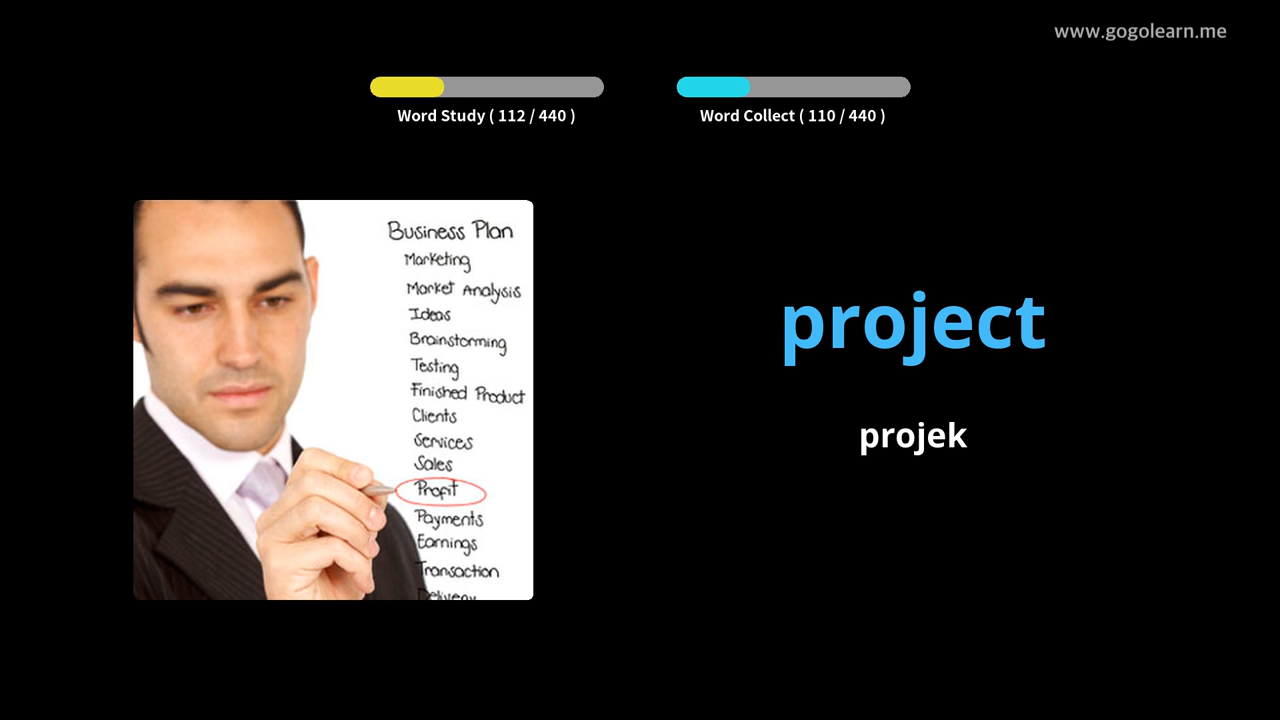 www.gogolearn.me
Word Study ( 112 / 440 )
Word Collect ( 110 / 440 )
Business Plan
Marketing
Market Analysis
Ideas
Brainstorming
Testing
Finished Product
Clients
Services
Sales
Profit
Payments
Earnings
Transaction
Delivery
project
projek